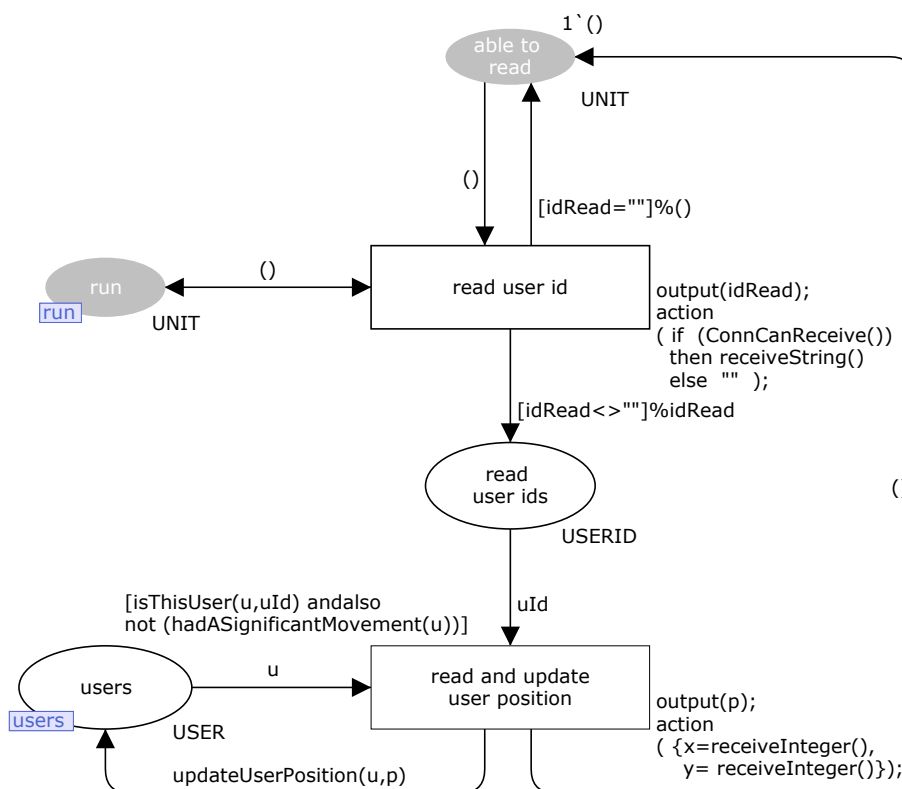 1`()
able to
read
UNIT
()
[idRead=""]%()
run
run
()
UNIT
read user id
output(idRead);
action
( if (ConnCanReceive())
then receiveString()
else "" );
[idRead<>""]%idRead
read
user ids
()
USERID
[isThisUser(u,uId) andalso
not (hadASignificantMovement(u))]
uId
users
users
u
USER
read and update
user position
output(p);
action
( {x=receiveInteger(),
y= receiveInteger()});
updateUserPosition(u,p)